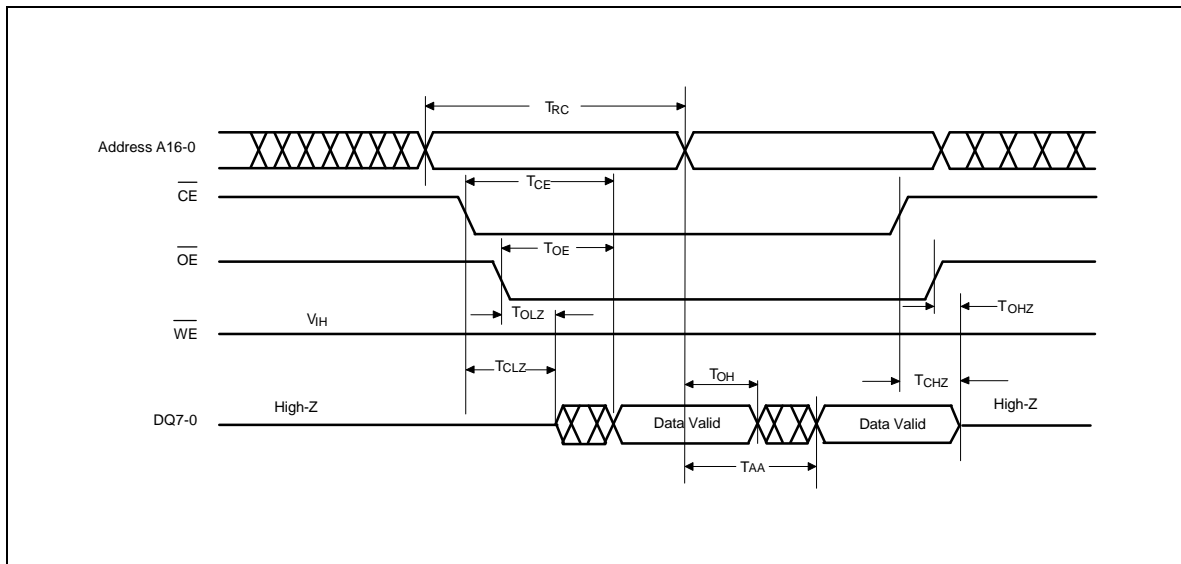 TRC
Address A16-0
TCE
CE
TOE
OE
TOLZ
TOHZ
VIH
WE
TCLZ
TOH
TCHZ
High-Z
High-Z
DQ7-0
Data Valid
Data Valid
TAA